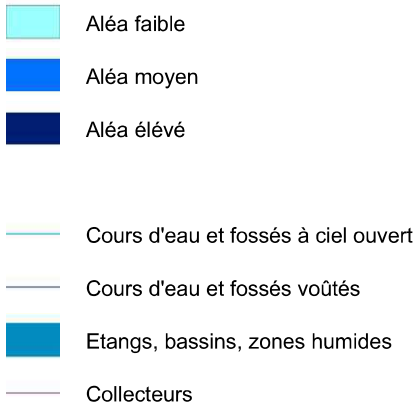 Aléa faible
Aléa moyen
Aléa élévé
Cours d'eau et fossés à ciel ouvert
Cours d'eau et fossés voûtés
Etangs, bassins, zones humides
Collecteurs